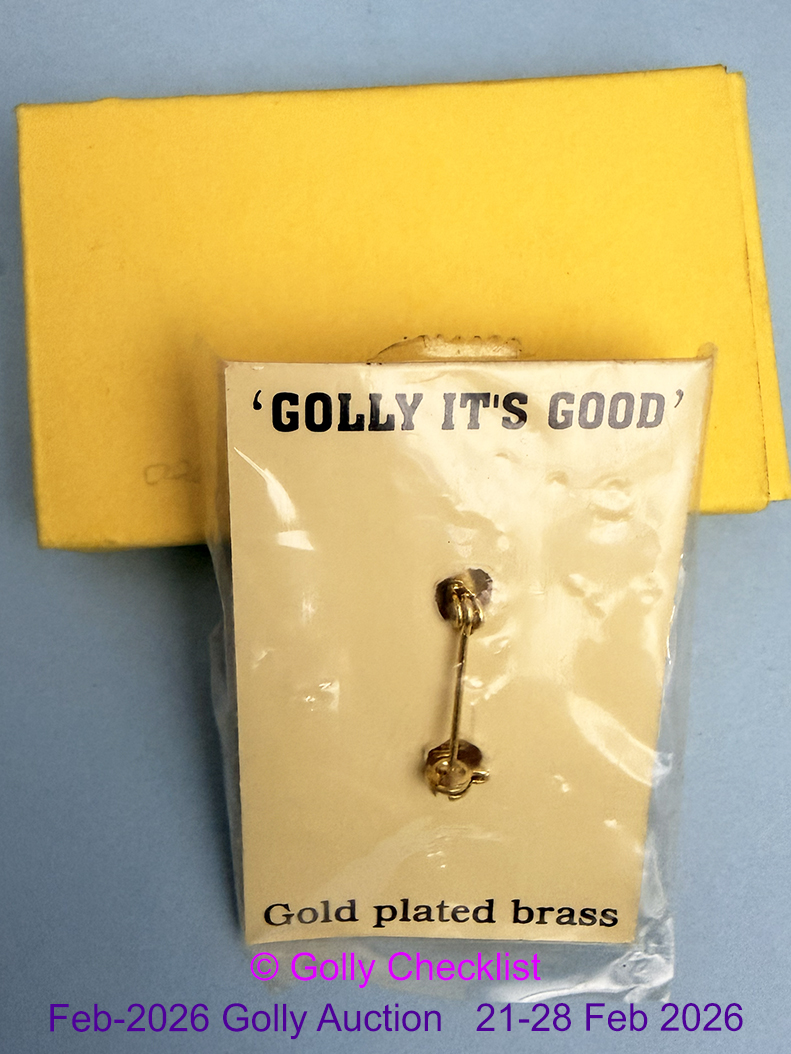 'GOLLY IT'S GOOD'
Gold plated brass
© Golly Checklist
Feb-2026 Golly Auction 21-28 Feb 2026